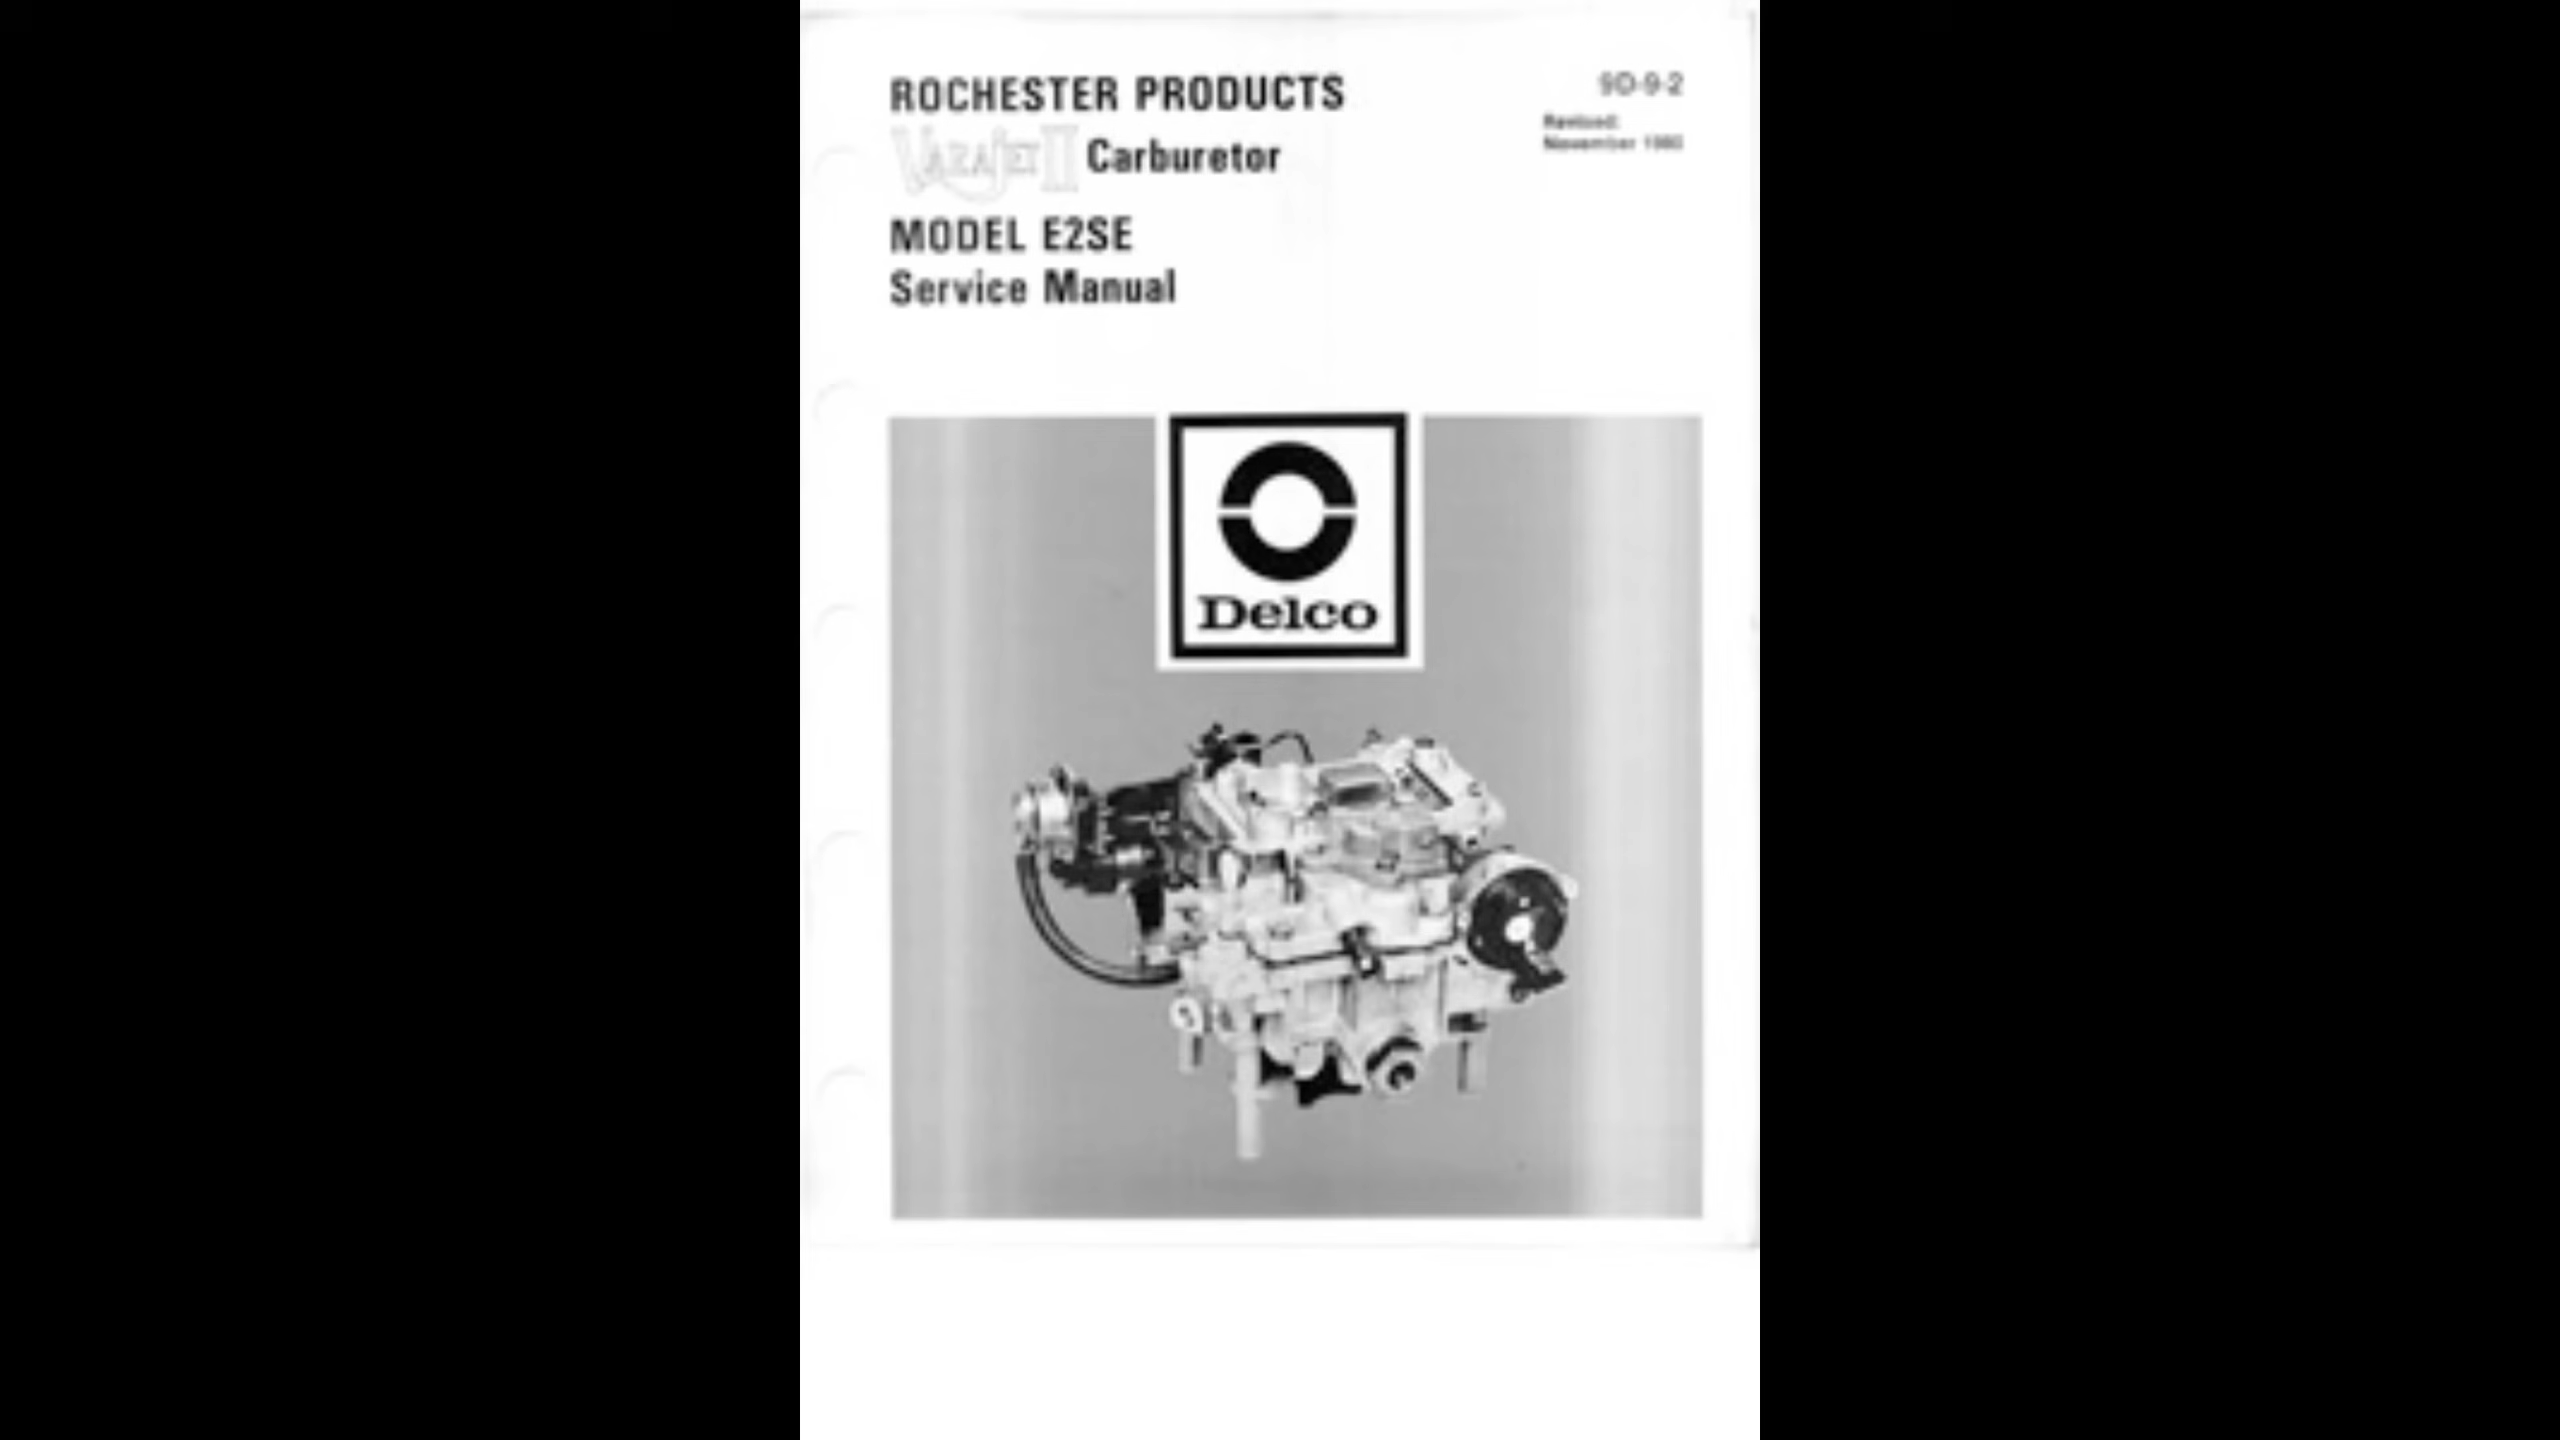 ROCHESTER PRODUCTS
VARAJET II Carburetor
MODEL E2SE
Service Manual
9D-9-2
Revised:
November 1980
Delco